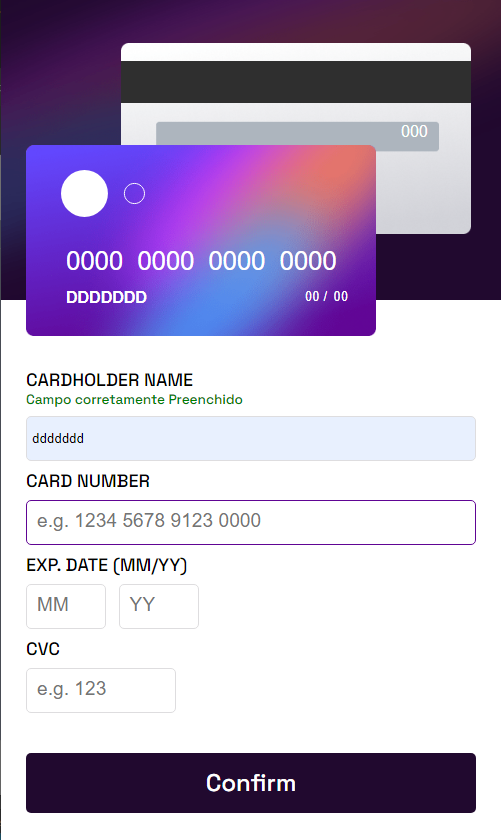 000
0000 0000 0000 0000
DDDDDDD 00 / 00
CARDHOLDER NAME
Campo corretamente Preenchido
ddddddd
CARD NUMBER
e.g. 1234 5678 9123 0000
EXP. DATE (MM/YY)
MM YY
CVC
e.g. 123
Confirm